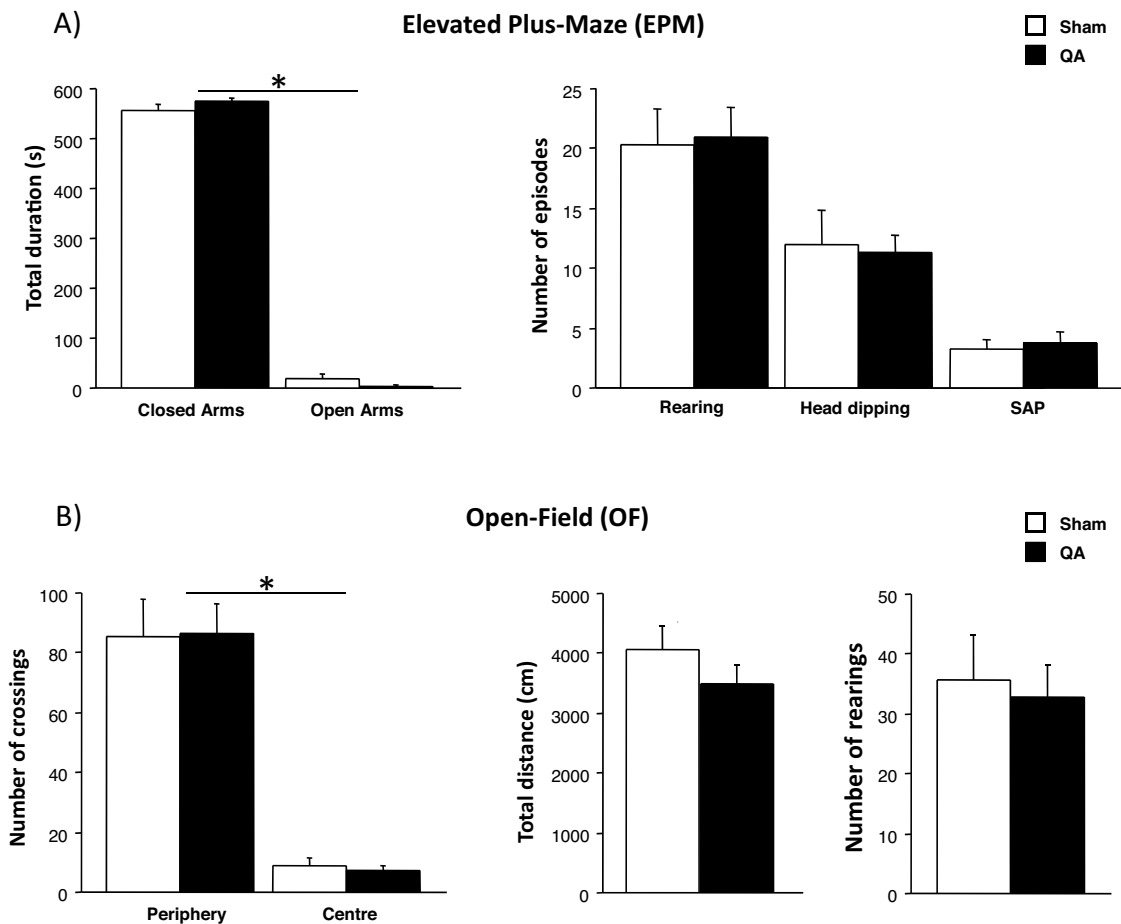 A)
Elevated Plus-Maze (EPM)
Sham
QA
*
Total duration (s)
600
500
400
300
200
100
0
Closed Arms
Open Arms
Number of episodes
25
20
15
10
5
0
Rearing
Head dipping
SAP
B)
Open-Field (OF)
Sham
QA
*
Number of crossings
100
80
60
40
20
0
Periphery
Centre
Total distance (cm)
5000
4000
3000
2000
1000
0
Number of rearings
50
40
30
20
10
0